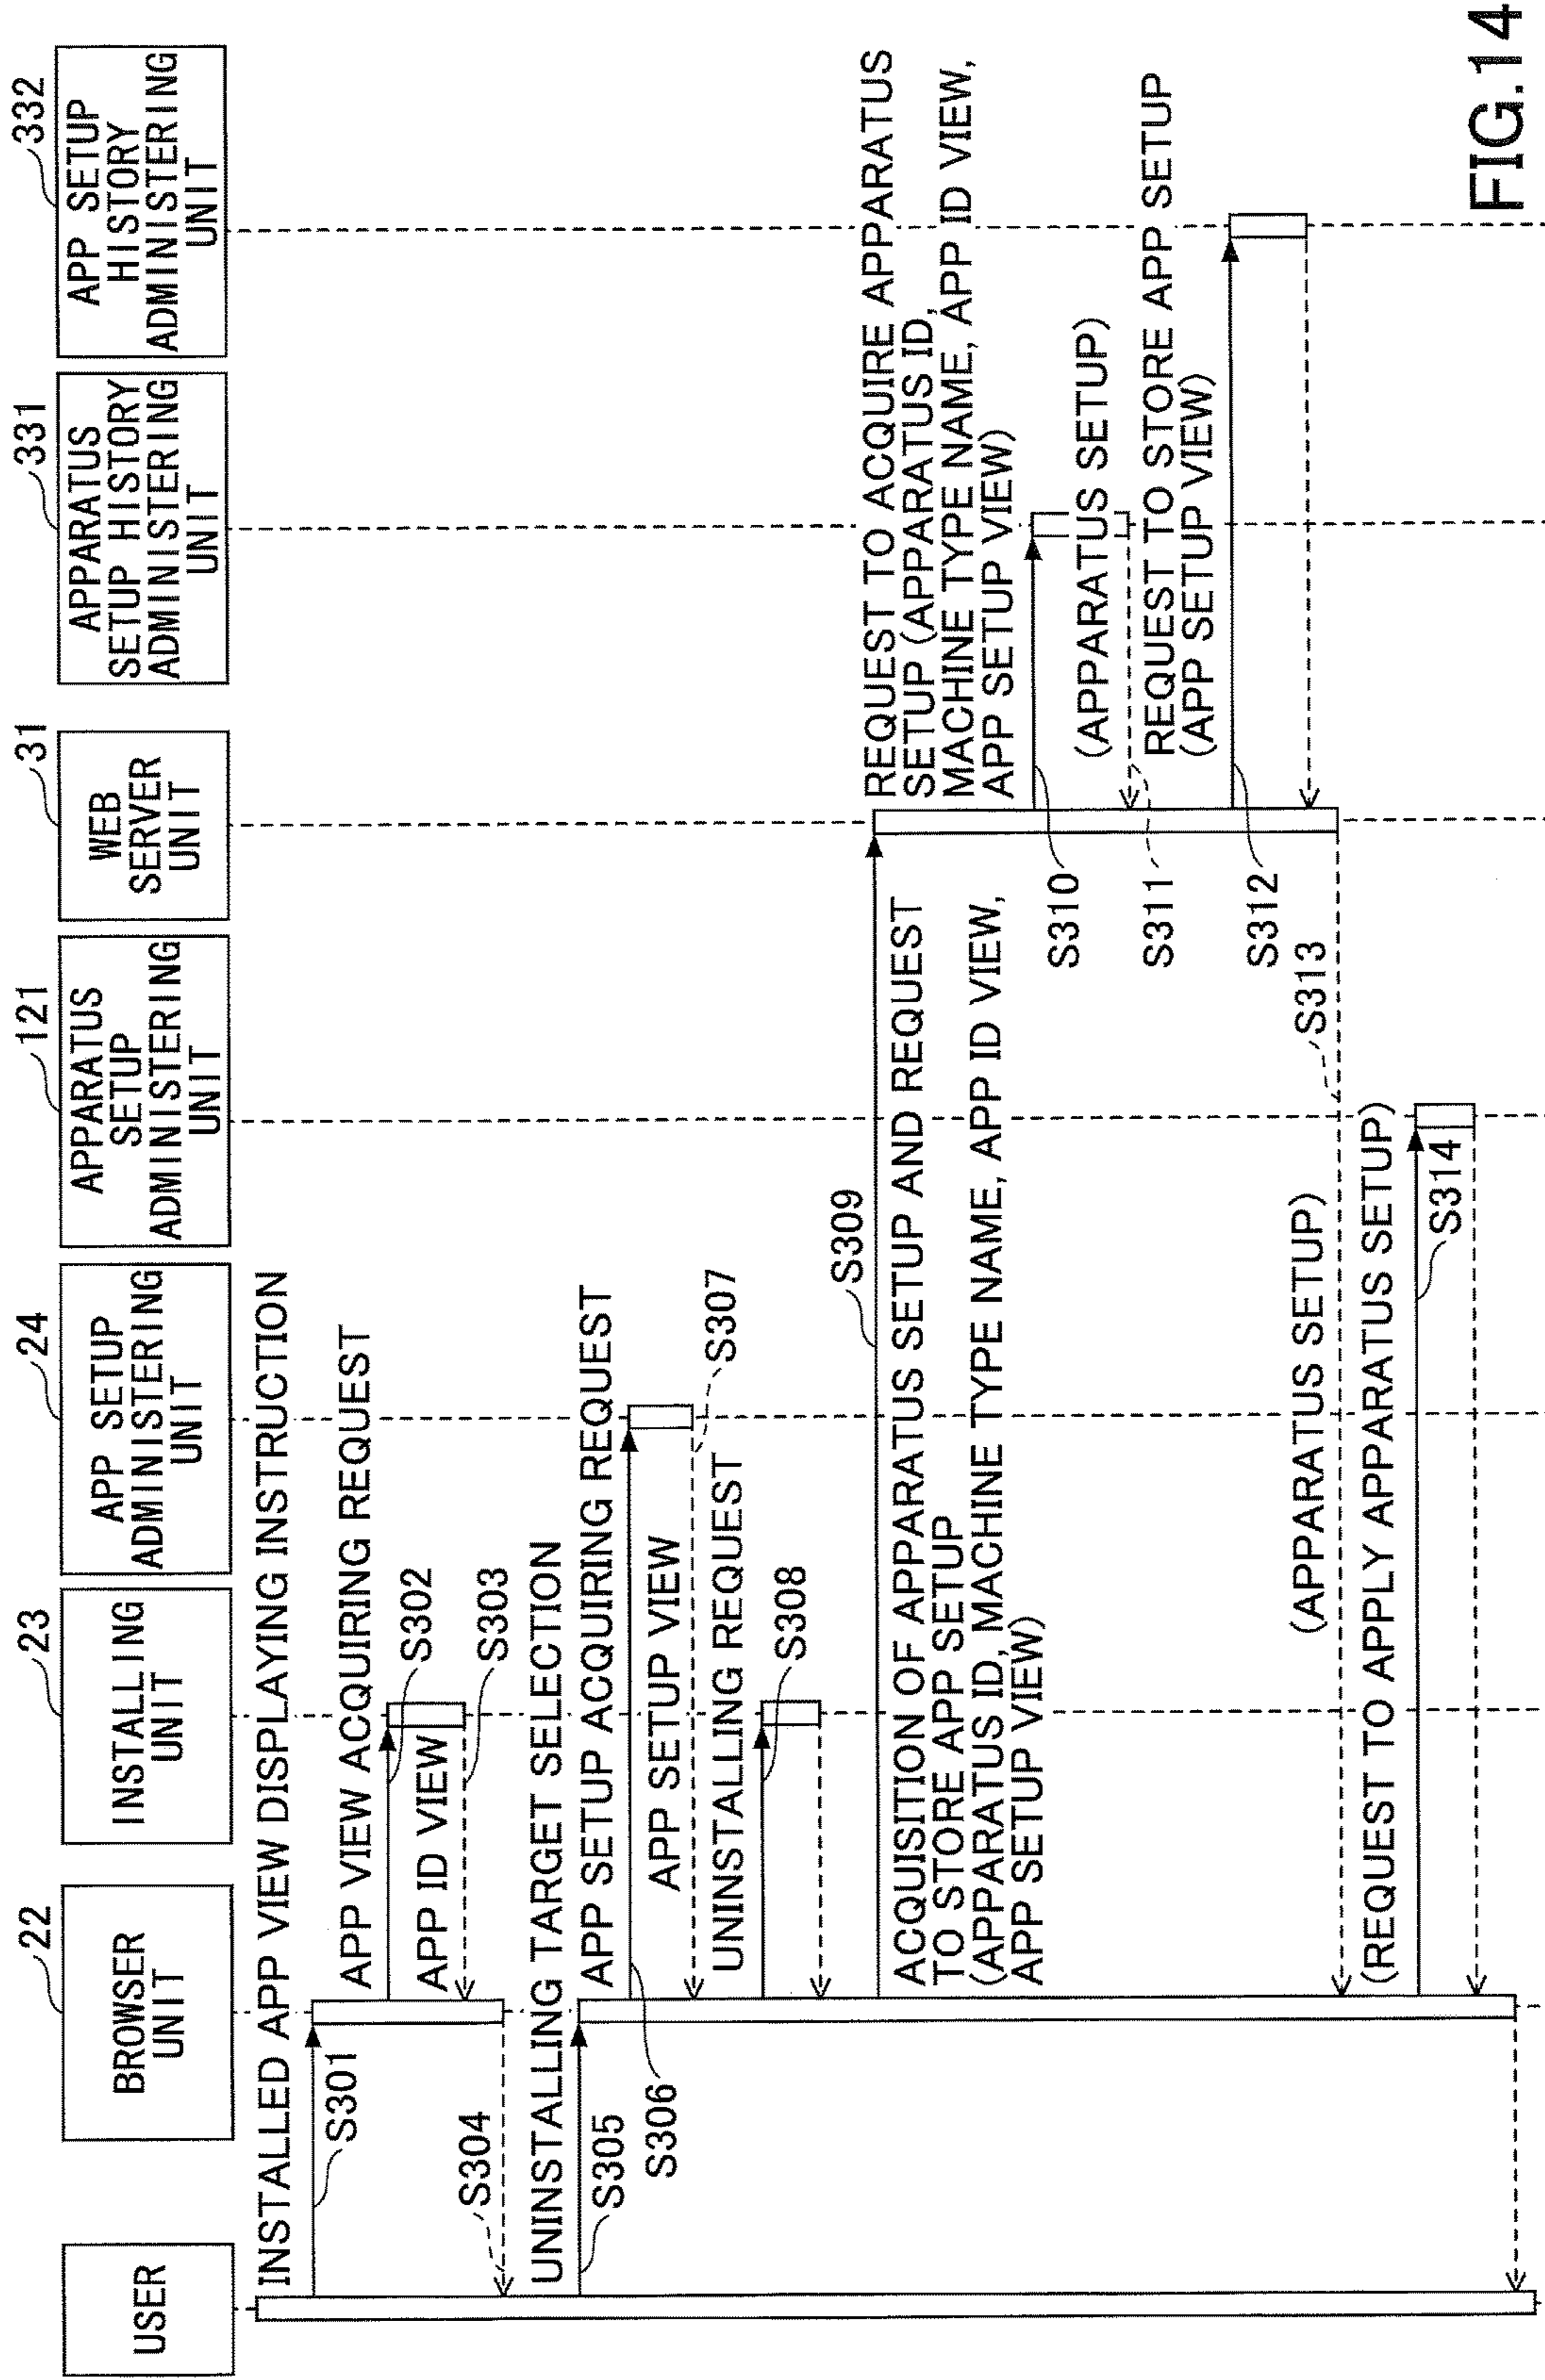 USER
22
BROWSER
UNIT
23
INSTALLING
UNIT
24
APP SETUP
ADMINISTERING
UNIT
121
APPARATUS
SETUP
ADMINISTERING
UNIT
31
WEB
SERVER
UNIT
331
APPARATUS
SETUP HISTORY
ADMINISTERING
UNIT
332
APP SETUP
HISTORY
ADMINISTERING
UNIT
INSTALLED APP VIEW DISPLAYING INSTRUCTION
S301
APP VIEW ACQUIRING REQUEST
S302
APP ID VIEW
S303
S304
UNINSTALLING TARGET SELECTION
S305
APP SETUP ACQUIRING REQUEST
S306
APP SETUP VIEW
S307
UNINSTALLING REQUEST
S308
S309
ACQUISITION OF APPARATUS SETUP AND REQUEST
TO STORE APP SETUP
(APPARATUS ID, MACHINE TYPE NAME, APP ID VIEW,
APP SETUP VIEW)
REQUEST TO ACQUIRE APPARATUS
SETUP (APPARATUS ID,
MACHINE TYPE NAME, APP ID VIEW,
APP SETUP VIEW)
S310
(APPARATUS SETUP)
S311
REQUEST TO STORE APP SETUP
(APP SETUP VIEW)
S312
S313
(APPARATUS SETUP)
(REQUEST TO APPLY APPARATUS SETUP)
S314
FIG.14